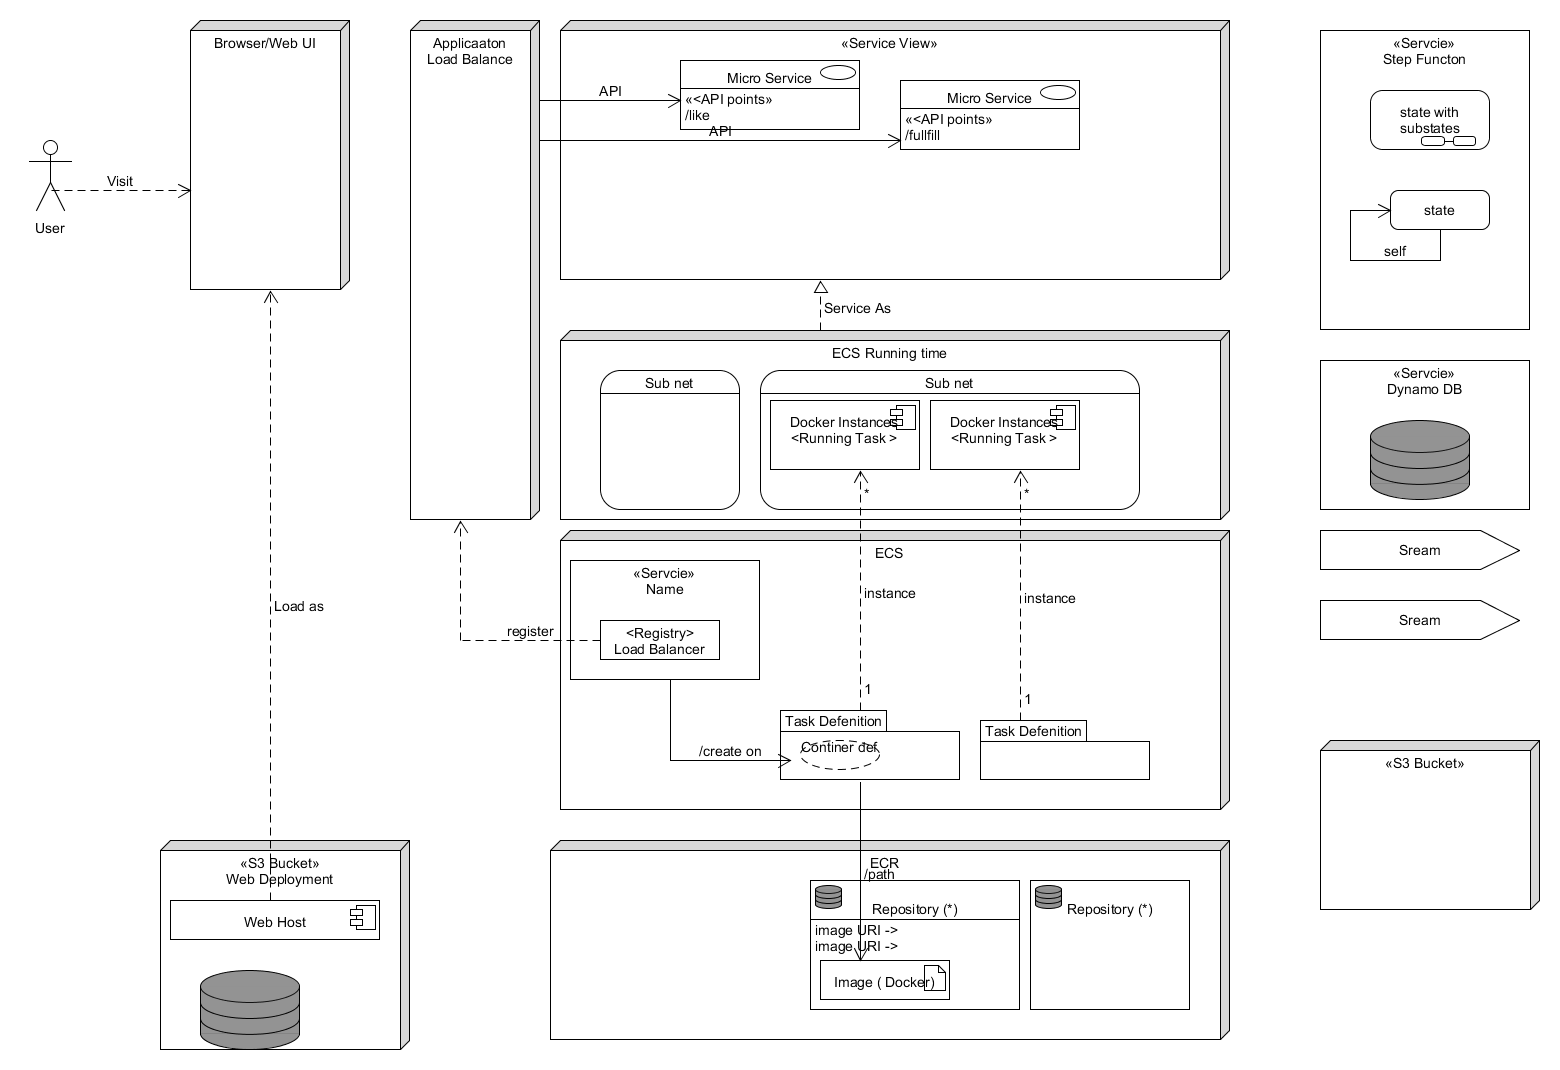 Browser/Web UI
Applicaaton
Load Balance
«Service View»
Micro Service
«<API points»
/like
Micro Service
«<API points»
/fullfill
API
API
Visit
User
Service As
ECS Running time
Sub net
Sub net
Docker Instances
<Running Task >
Docker Instances
<Running Task >
*
*
ECS
«Servcie»
Name
<Registry>
Load Balancer
register
instance
instance
1
1
Load as
/create on
Task Defenition
Continer def
Task Defenition
«S3 Bucket»
Web Deployment
Web Host
ECR
/path
Repository (*)
image URI ->
image URI ->
Image ( Docker)
Repository (*)
«Servcie»
Step Functon
state with
substates
state
self
«Servcie»
Dynamo DB
Sream
Sream
«S3 Bucket»